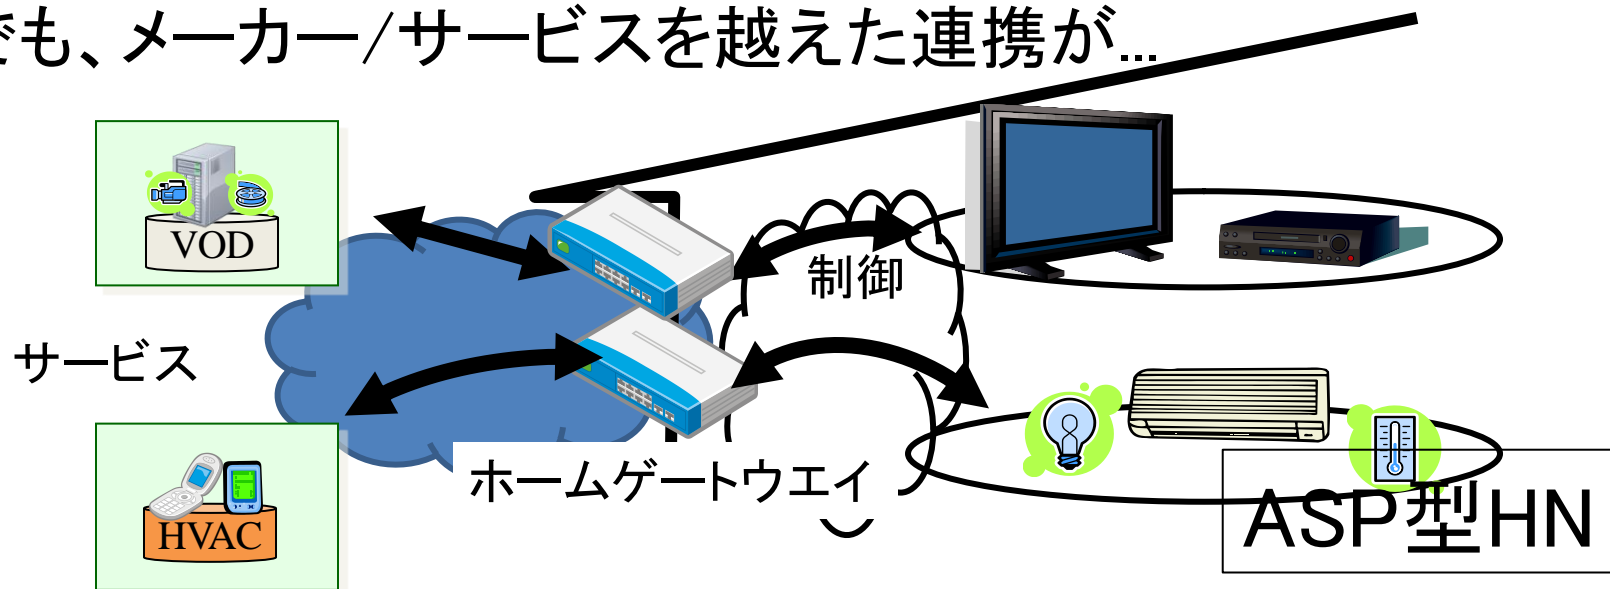 でも、メーカー/サービスを越えた連携が...
VOD
制御
サービス
ホームゲートウエイ
HVAC
ASP型HN